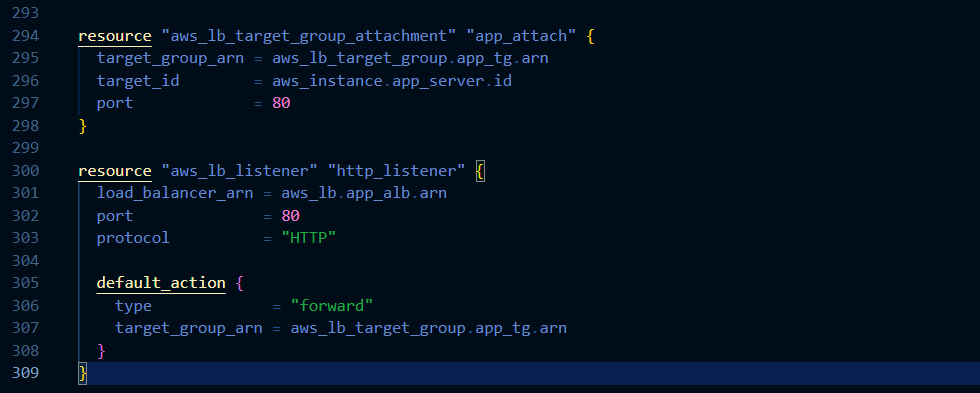 293
294 resource "aws_lb_target_group_attachment" "app_attach" {
295   target_group_arn = aws_lb_target_group.app_tg.arn
296   target_id        = aws_instance.app_server.id
297   port             = 80
298 }
299
300 resource "aws_lb_listener" "http_listener" {
301   load_balancer_arn = aws_lb.app_alb.arn
302   port              = 80
303   protocol          = "HTTP"
304
305   default_action {
306     type             = "forward"
307     target_group_arn = aws_lb_target_group.app_tg.arn
308   }
309 }